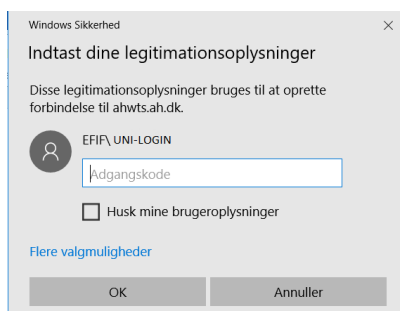 Windows Sikkerhed
Indtast dine legitimationsoplysninger
Disse legitimationsoplysninger bruges til at oprette
forbindelse til ahwts.ah.dk.
EFIF\ UNI-LOGIN
Adgangskode
Husk mine brugeroplysninger
Flere valgmuligheder
OK
Annuller